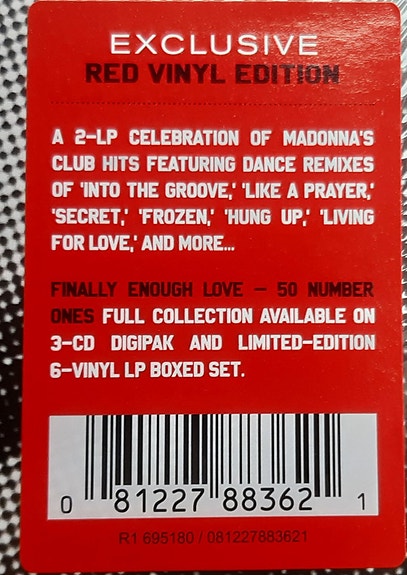 EXCLUSIVE
RED VINYL EDITION
A 2-LP CELEBRATION OF MADONNA'S
CLUB HITS FEATURING DANCE REMIXES
OF 'INTO THE GROOVE,' 'LIKE A PRAYER,'
'SECRET,' 'FROZEN,' 'HUNG UP,' 'LIVING
FOR LOVE,' AND MORE...
FINALLY ENOUGH LOVE – 50 NUMBER
ONES FULL COLLECTION AVAILABLE ON
3-CD DIGIPAK AND LIMITED-EDITION
6-VINYL LP BOXED SET.
0 81227 88362 1
R1 695180 / 081227883621